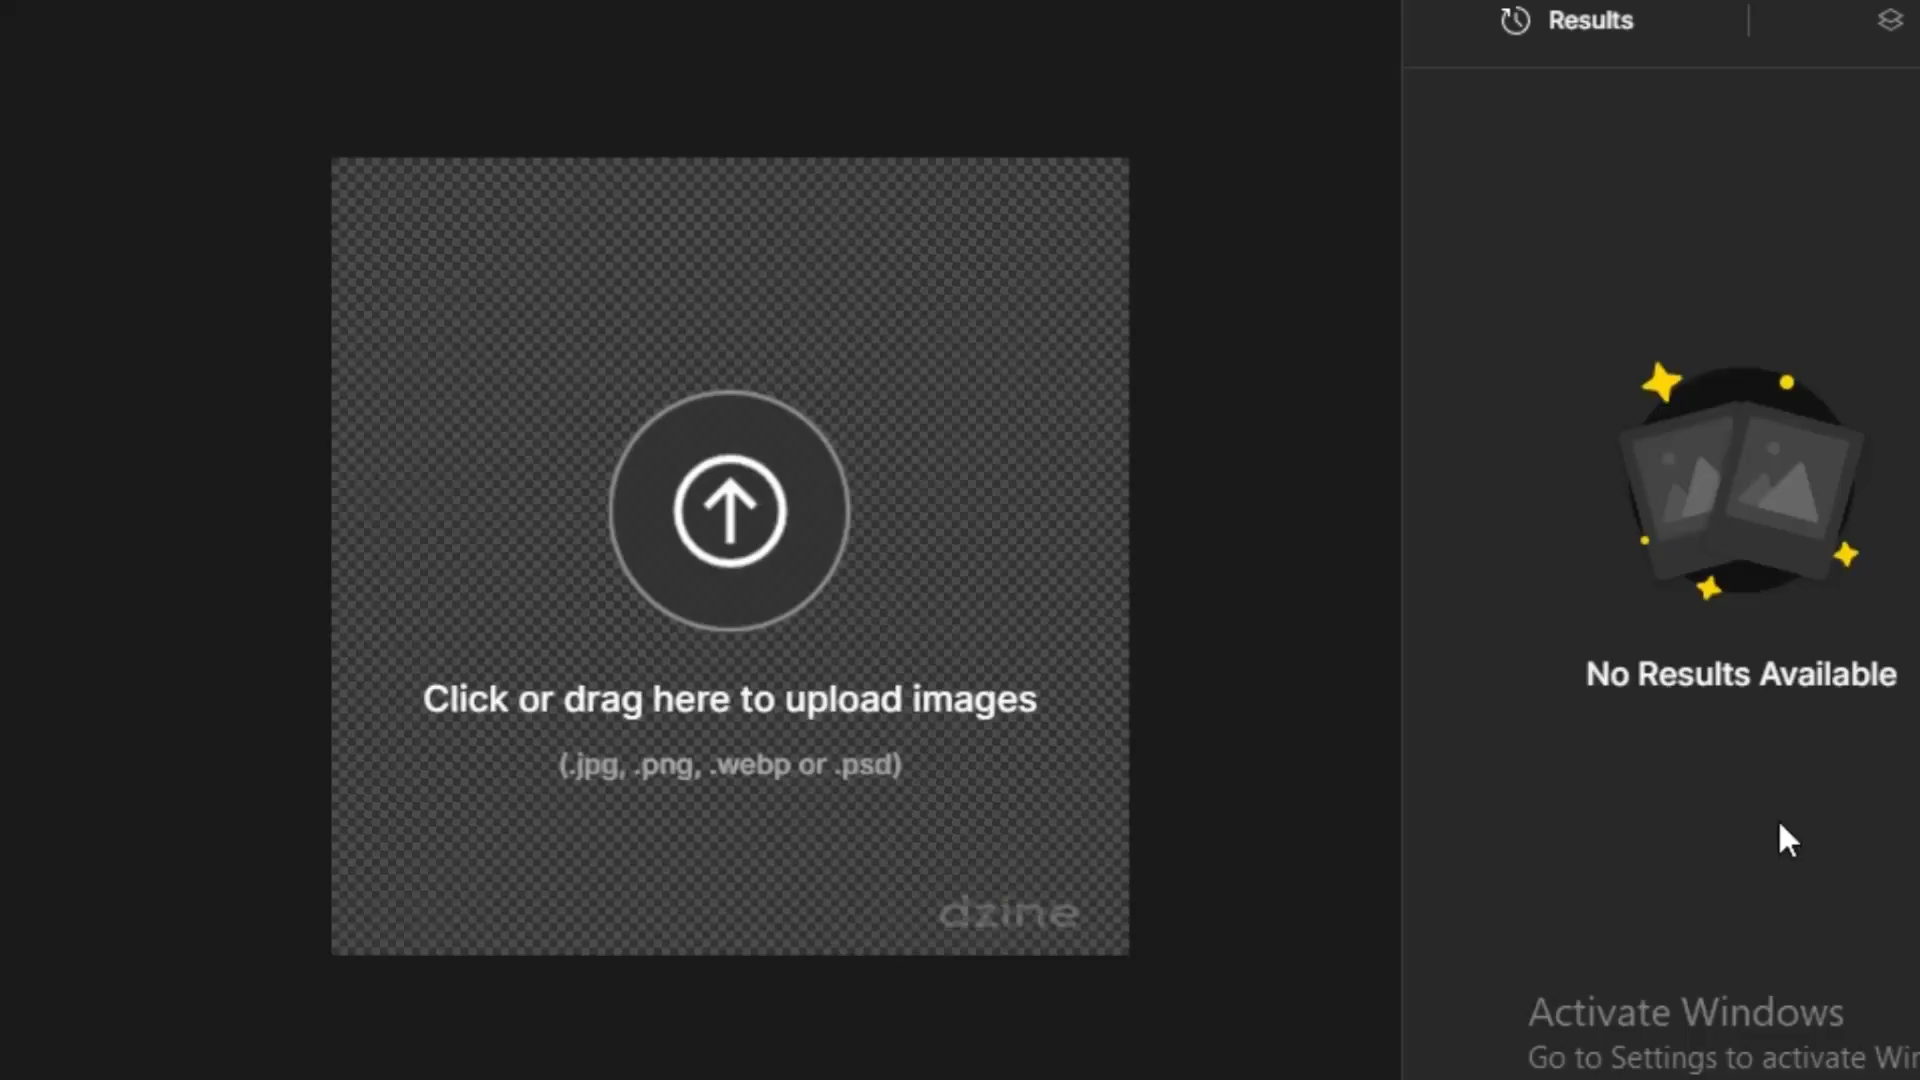 Results
Click or drag here to upload images
(.jpg, .png, .webp or .psd)
dzine
No Results Available
Activate Windows
Go to Settings to activate